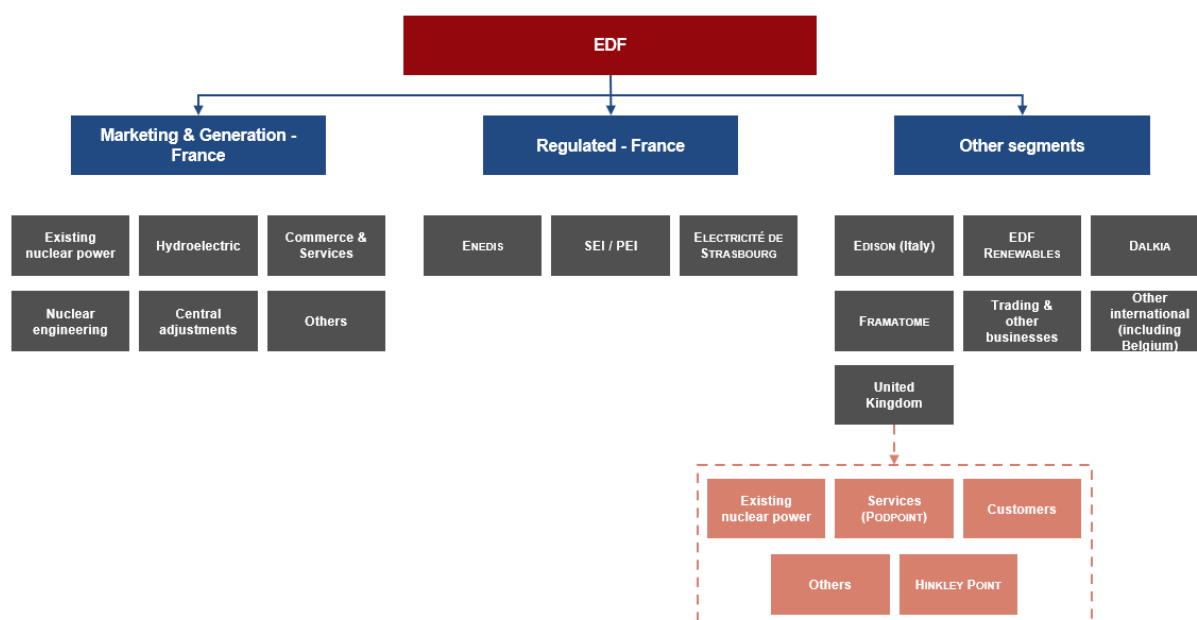 EDF
Marketing & Generation -
France
Regulated - France
Other segments
Existing
nuclear power
Hydroelectric
Commerce &
Services
Nuclear
engineering
Central
adjustments
Others
ENEDIS
SEI / PEI
ELECTRICITÉ DE
STRASBOURG
EDISON (Italy)
EDF
RENEWABLES
DALKIA
FRAMATOME
Trading &
other
businesses
Other
international
(including
Belgium)
United
Kingdom
Existing
nuclear power
Services
(PODPOINT)
Customers
Others
HINKLEY POINT